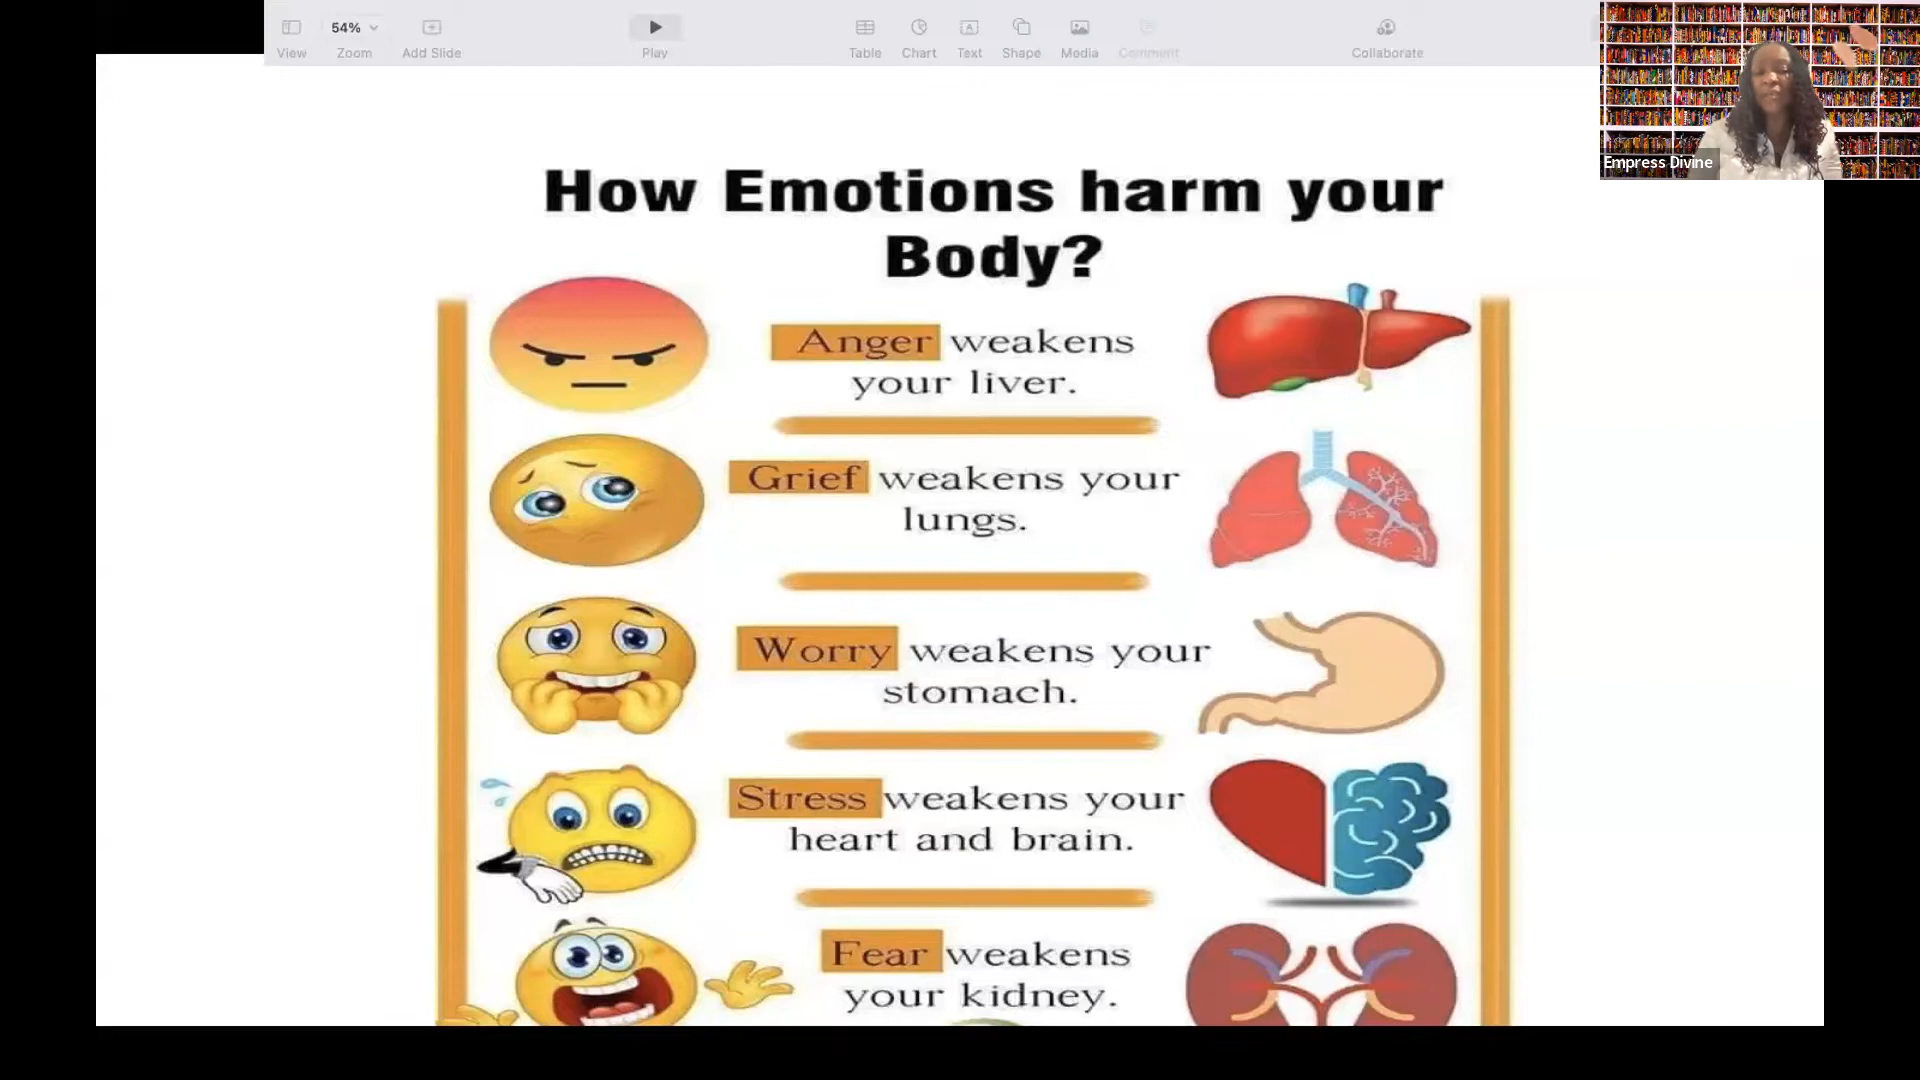 54%
View
Zoom
Add Slide
Play
Table
Chart
Text
Shape
Media
Comment
Collaborate
Empress Divine
How Emotions harm your
Body?
Anger weakens
your liver.
Grief weakens your
lungs.
Worry weakens your
stomach.
Stress weakens your
heart and brain.
Fear weakens
your kidney.